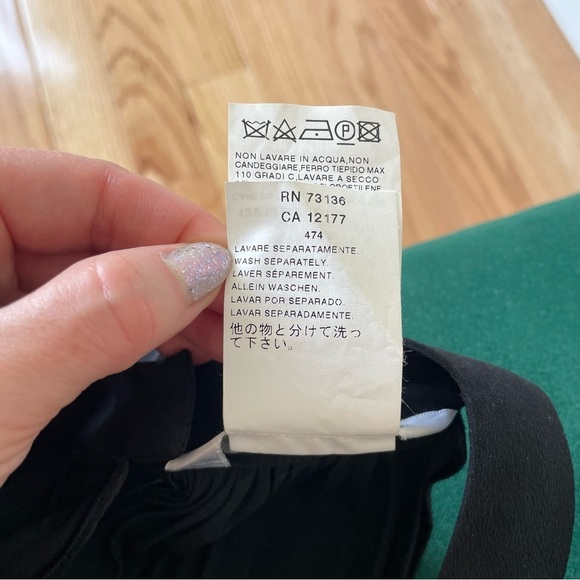 NON LAVARE IN ACQUA,NON
CANDEGGIARE,FERRO TIEPIDO MAX
110 GRADI C,LAVARE A SECCO
RN 73136
CA 12177
474
LAVARE SEPARATAMENTE.
WASH SEPARATELY.
LAVER SÉPARÉMENT.
ALLEIN WASCHEN.
LAVAR POR SEPARADO.
LAVAR SEPARADAMENTE.
他の物と分けて洗っ
て下さい。